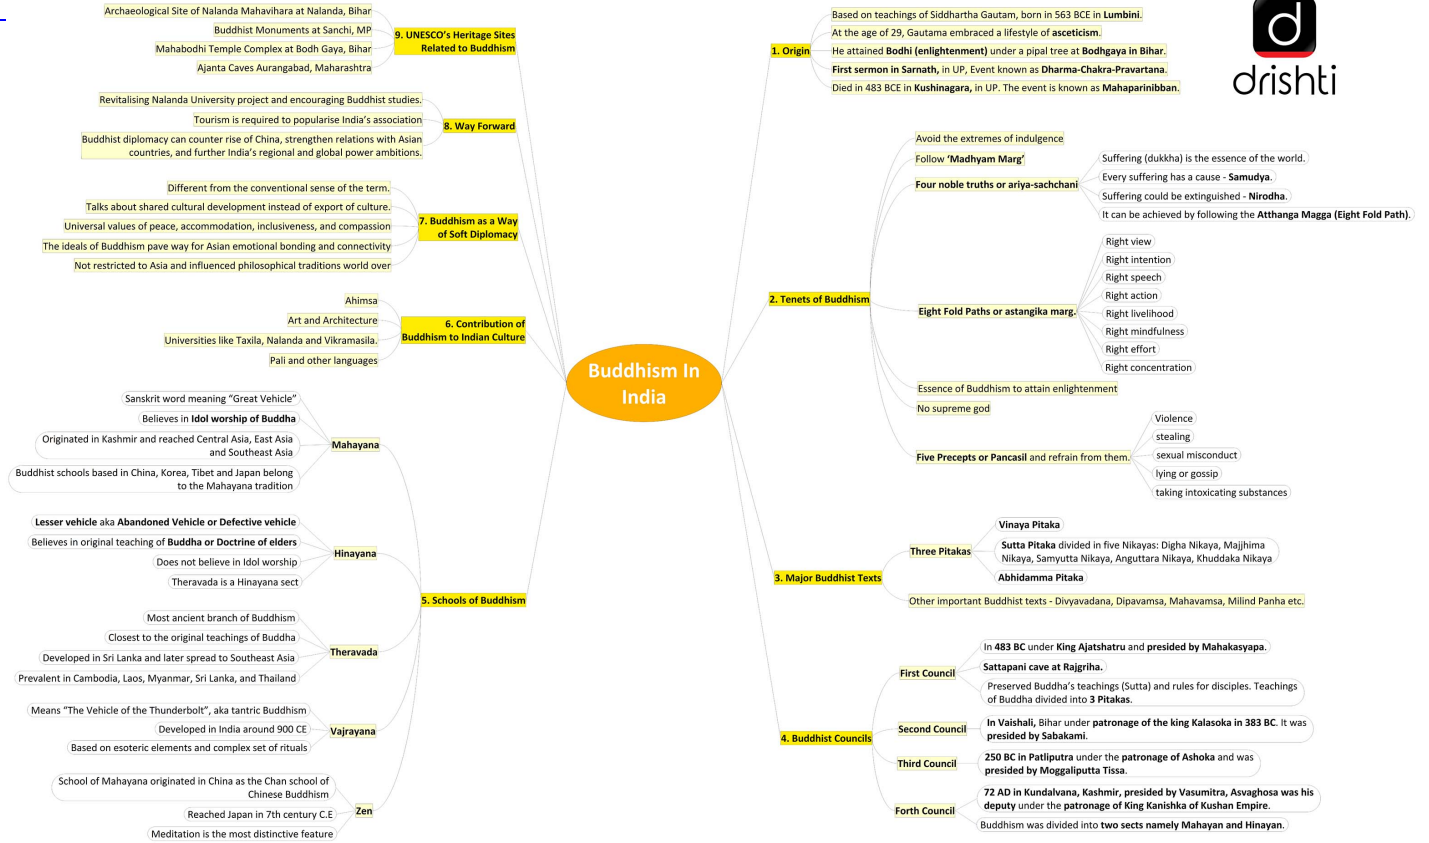 drishti
Buddhism In
India
1. Origin
Based on teachings of Siddhartha Gautam, born in 563 BCE in Lumbini.
At the age of 29, Gautama embraced a lifestyle of asceticism.
He attained Bodhi (enlightenment) under a pipal tree at Bodhgaya in Bihar.
First sermon in Sarnath, in UP, Event known as Dharma-Chakra-Pravartana.
Died in 483 BCE in Kushinagara, in UP. The event is known as Mahaparinibban.
2. Tenets of Buddhism
Avoid the extremes of indulgence
Follow ‘Madhyam Marg’
Four noble truths or ariya-sachchani
Suffering (dukkha) is the essence of the world.
Every suffering has a cause - Samudya.
Suffering could be extinguished - Nirodha.
It can be achieved by following the Atthanga Magga (Eight Fold Path).
Eight Fold Paths or astangika marg.
Right view
Right intention
Right speech
Right action
Right livelihood
Right mindfulness
Right effort
Right concentration
Essence of Buddhism to attain enlightenment
No supreme god
Five Precepts or Pancasil and refrain from them.
Violence
stealing
sexual misconduct
lying or gossip
taking intoxicating substances
3. Major Buddhist Texts
Three Pitakas
Vinaya Pitaka
Sutta Pitaka divided in five Nikayas: Digha Nikaya, Majjhima
Nikaya, Samyutta Nikaya, Anguttara Nikaya, Khuddaka Nikaya
Abhidamma Pitaka
Other important Buddhist texts - Divyavadana, Dipavamsa, Mahavamsa, Milind Panha etc.
4. Buddhist Councils
First Council
In 483 BC under King Ajatshatru and presided by Mahakasyapa.
Sattapani cave at Rajgriha.
Preserved Buddha’s teachings (Sutta) and rules for disciples. Teachings
of Buddha divided into 3 Pitakas.
Second Council
In Vaishali, Bihar under patronage of the king Kalasoka in 383 BC. It was
presided by Sabakami.
Third Council
250 BC in Patliputra under the patronage of Ashoka and was
presided by Moggaliputta Tissa.
Forth Council
72 AD in Kundalvana, Kashmir, presided by Vasumitra, Asvaghosa was his
deputy under the patronage of King Kanishka of Kushan Empire.
Buddhism was divided into two sects namely Mahayan and Hinayan.
5. Schools of Buddhism
Mahayana
Sanskrit word meaning “Great Vehicle”
Believes in Idol worship of Buddha
Originated in Kashmir and reached Central Asia, East Asia
and Southeast Asia
Buddhist schools based in China, Korea, Tibet and Japan belong
to the Mahayana tradition
Hinayana
Lesser vehicle aka Abandoned Vehicle or Defective vehicle
Believes in original teaching of Buddha or Doctrine of elders
Does not believe in Idol worship
Theravada is a Hinayana sect
Theravada
Most ancient branch of Buddhism
Closest to the original teachings of Buddha
Developed in Sri Lanka and later spread to Southeast Asia
Prevalent in Cambodia, Laos, Myanmar, Sri Lanka, and Thailand
Vajrayana
Means “The Vehicle of the Thunderbolt”, aka tantric Buddhism
Developed in India around 900 CE
Based on esoteric elements and complex set of rituals
Zen
School of Mahayana originated in China as the Chan school of
Chinese Buddhism
Reached Japan in 7th century C.E
Meditation is the most distinctive feature
6. Contribution of
Buddhism to Indian Culture
Ahimsa
Art and Architecture
Universities like Taxila, Nalanda and Vikramasila.
Pali and other languages
7. Buddhism as a Way
of Soft Diplomacy
Different from the conventional sense of the term.
Talks about shared cultural development instead of export of culture.
Universal values of peace, accommodation, inclusiveness, and compassion
The ideals of Buddhism pave way for Asian emotional bonding and connectivity
Not restricted to Asia and influenced philosophical traditions world over
8. Way Forward
Revitalising Nalanda University project and encouraging Buddhist studies.
Tourism is required to popularise India’s association
Buddhist diplomacy can counter rise of China, strengthen relations with Asian
countries, and further India’s regional and global power ambitions.
9. UNESCO’s Heritage Sites
Related to Buddhism
Archaeological Site of Nalanda Mahavihara at Nalanda, Bihar
Buddhist Monuments at Sanchi, MP
Mahabodhi Temple Complex at Bodh Gaya, Bihar
Ajanta Caves Aurangabad, Maharashtra